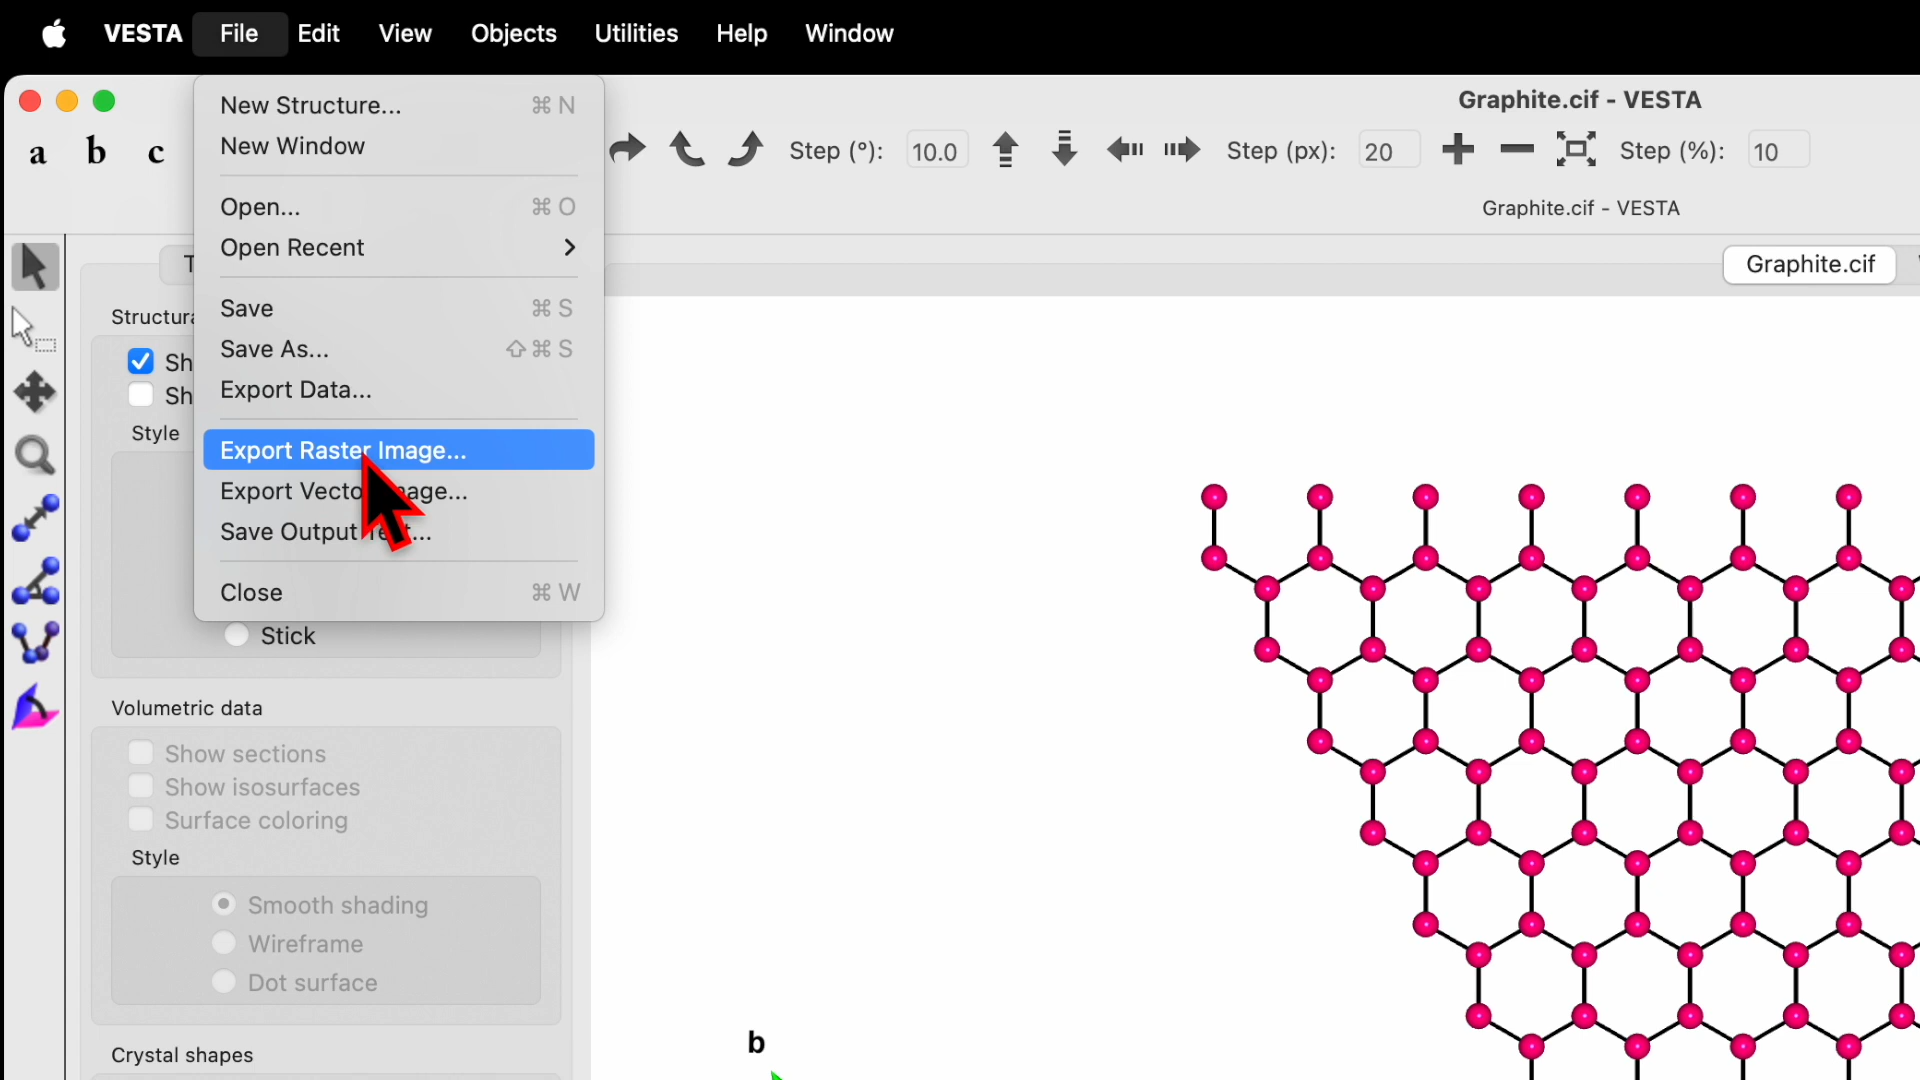 VESTA File Edit View Objects Utilities Help Window
Graphite.cif - VESTA
New Structure... ⌘ N
New Window
a b c
Step (°): 10.0 Step (px): 20 Step (%): 10
Graphite.cif - VESTA
Open... ⌘ O
Open Recent
Graphite.cif
Save ⌘ S
Save As... ⇧ ⌘ S
Export Data...
Style
Export Raster Image...
Save Output
Close ⌘ W
Stick
Volumetric data
Show sections
Show isosurfaces
Surface coloring
Style
Smooth shading
Wireframe
Dot surface
b
Crystal shapes